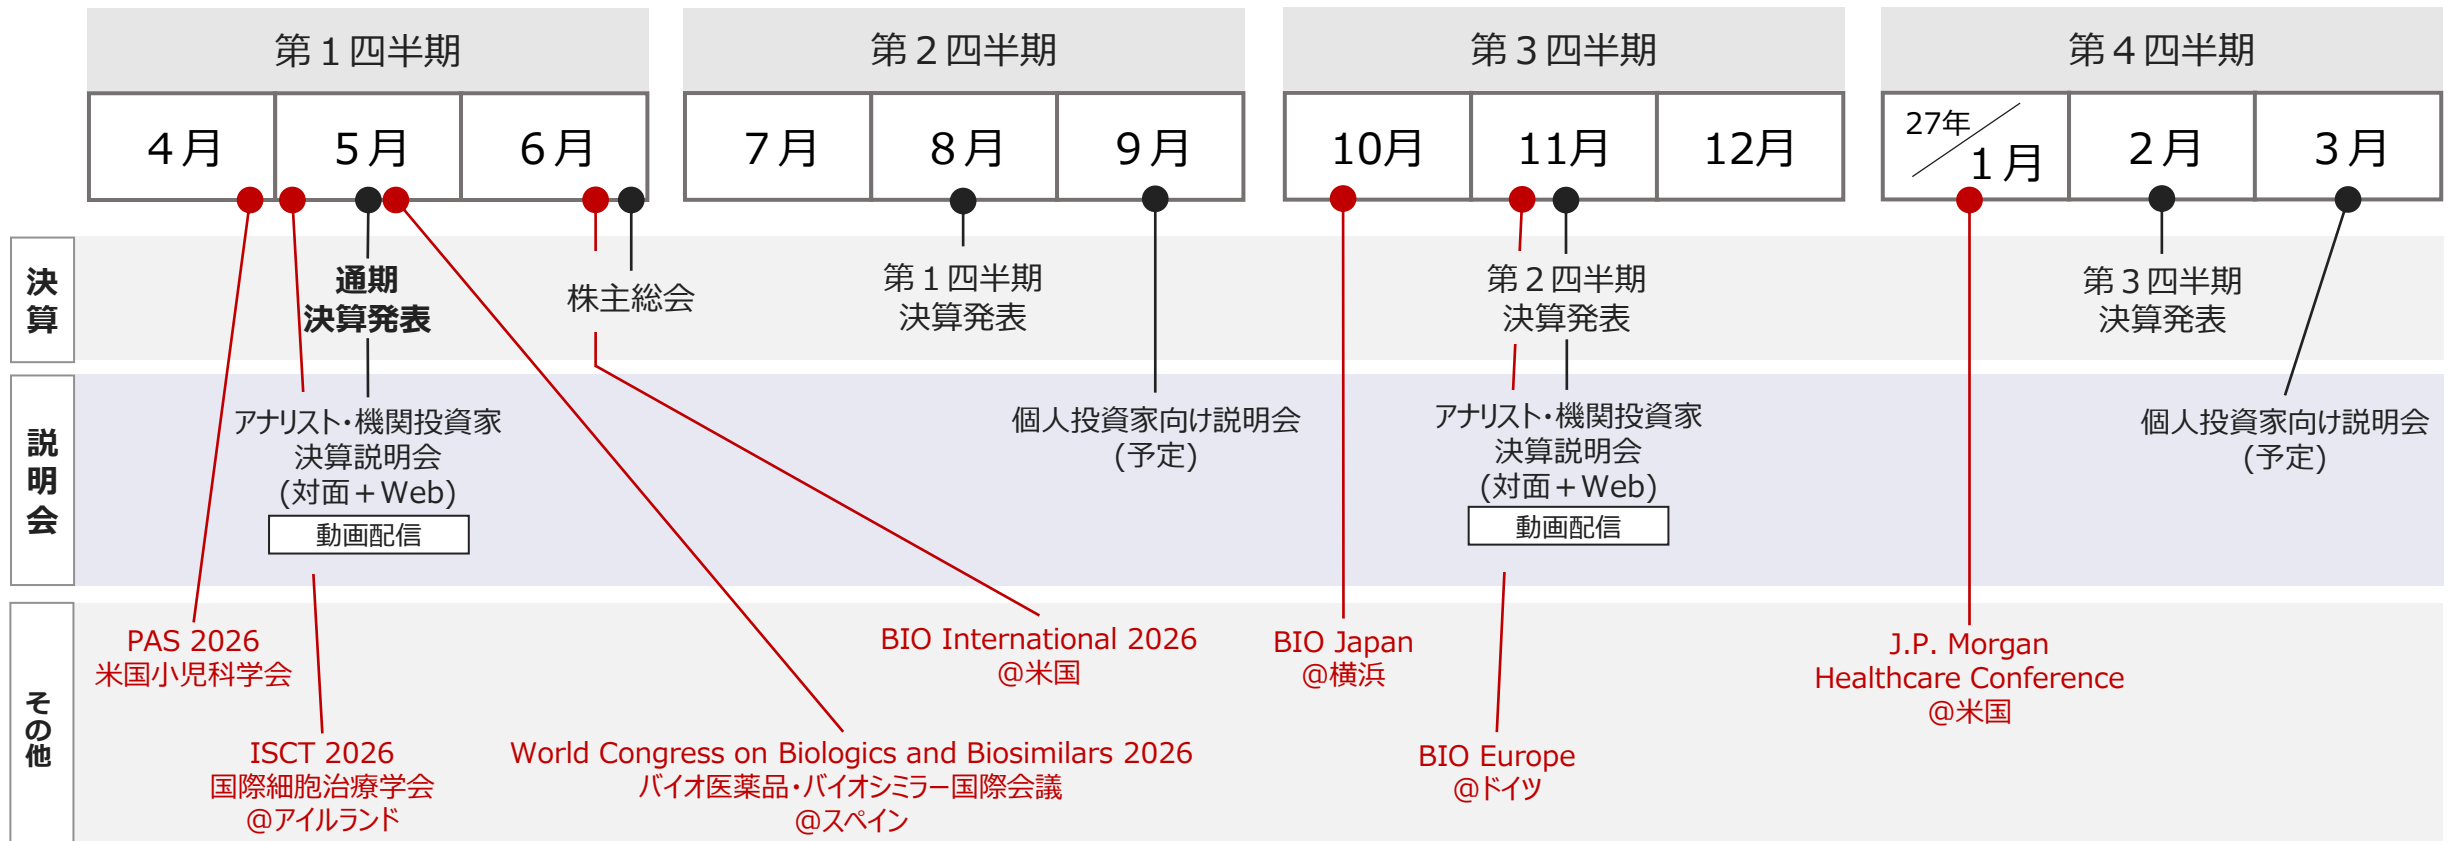 第１四半期
第２四半期
第３四半期
第４四半期
４月
５月
６月
７月
８月
９月
10月
11月
12月
27年
１月
２月
３月
決算
通期
決算発表
株主総会
第１四半期
決算発表
第２四半期
決算発表
第３四半期
決算発表
説明会
アナリスト・機関投資家
決算説明会
(対面＋Web)
動画配信
個人投資家向け説明会
(予定)
アナリスト・機関投資家
決算説明会
(対面＋Web)
動画配信
個人投資家向け説明会
(予定)
その他
PAS 2026
米国小児科学会
ISCT 2026
国際細胞治療学会
@アイルランド
World Congress on Biologics and Biosimilars 2026
バイオ医薬品・バイオシミラー国際会議
@スペイン
BIO International 2026
@米国
BIO Japan
@横浜
BIO Europe
@ドイツ
J.P. Morgan
Healthcare Conference
@米国